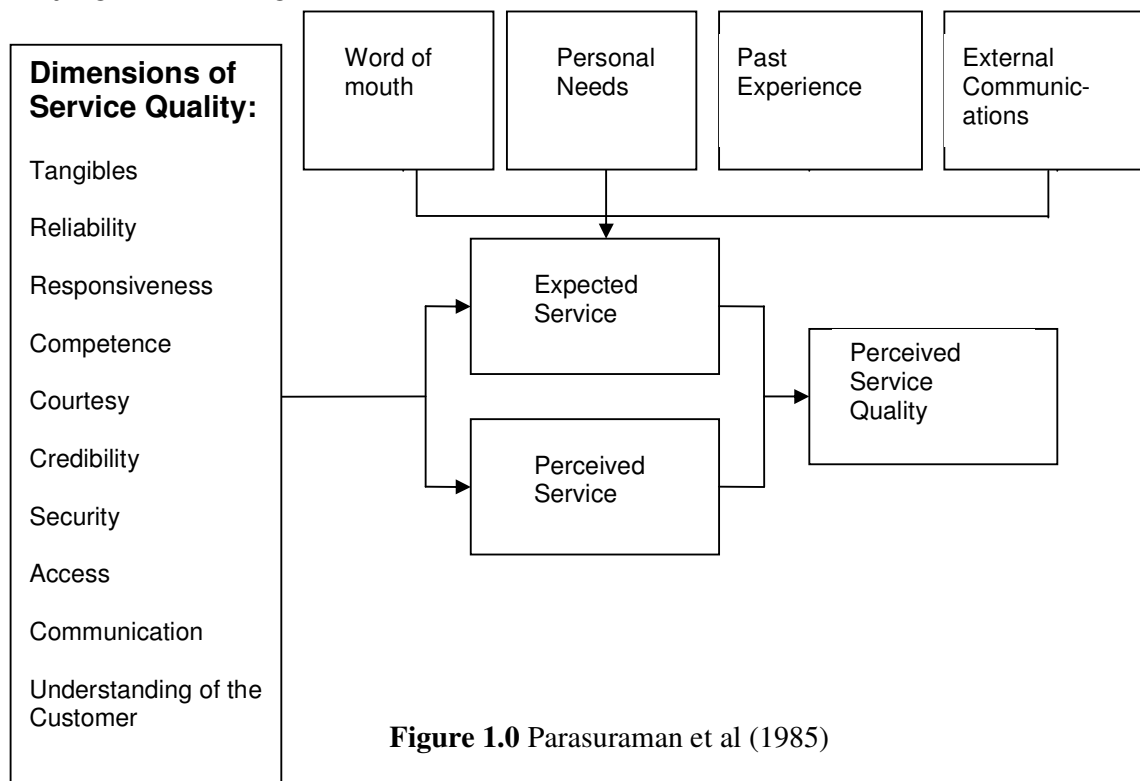 Dimensions of
Service Quality:
Tangibles
Reliability
Responsiveness
Competence
Courtesy
Credibility
Security
Access
Communication
Understanding of the
Customer
Word of
mouth
Personal
Needs
Past
Experience
External
Communic-
ations
Expected
Service
Perceived
Service
Perceived
Service
Quality
Figure 1.0 Parasuraman et al (1985)